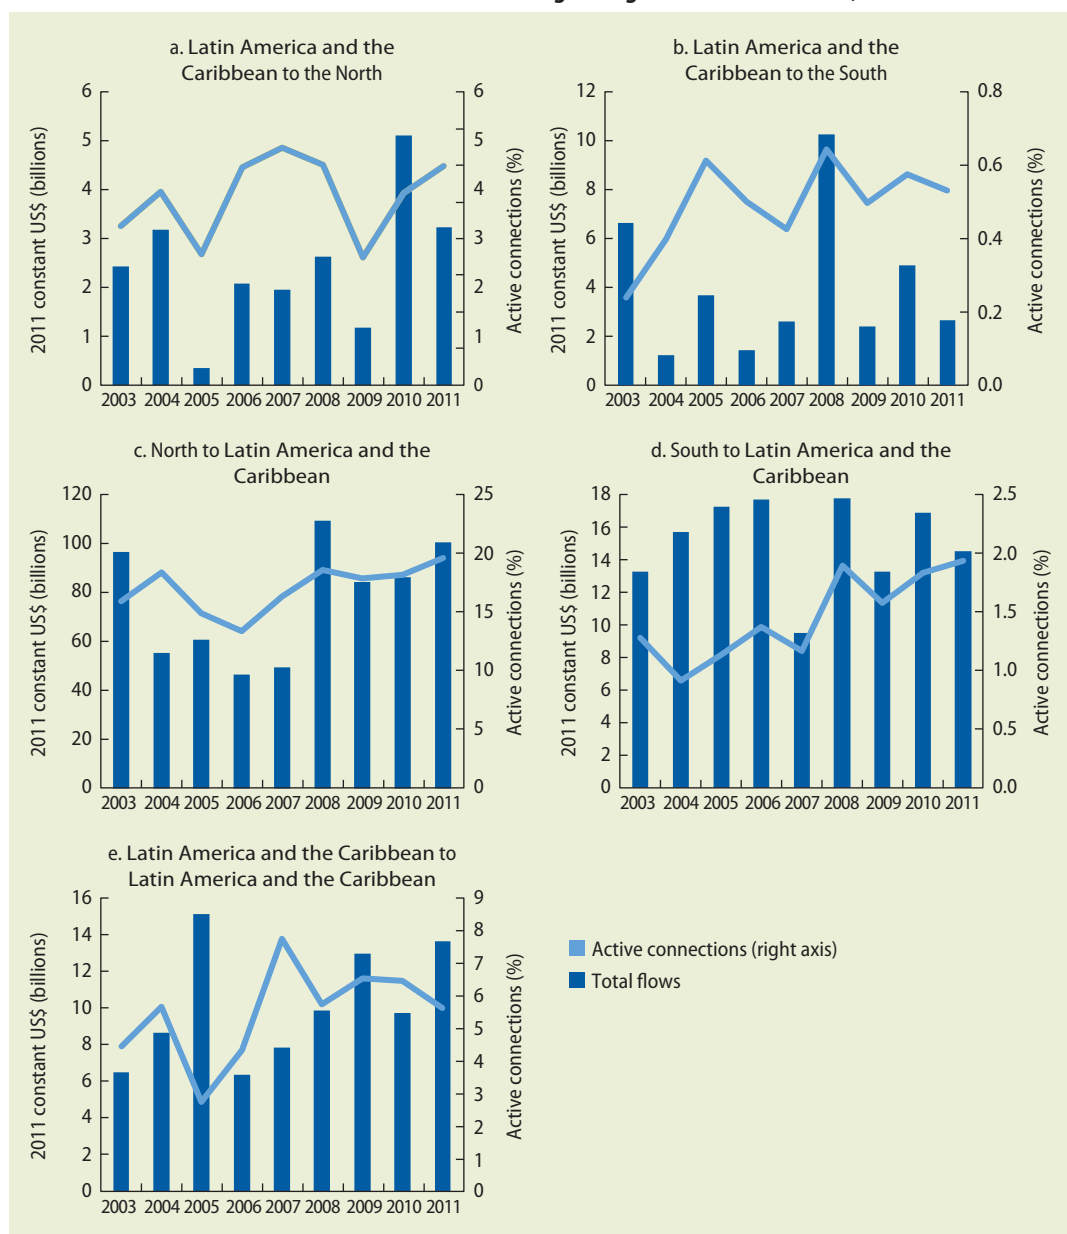 a. Latin America and the
Caribbean to the North
6
5
4
3
2
1
0
2011 constant US$ (billions)
6
5
4
3
2
1
0
Active connections (%)
2003 2004 2005 2006 2007 2008 2009 2010 2011
b. Latin America and the
Caribbean to the South
12
10
8
6
4
2
0
2011 constant US$ (billions)
0.8
0.6
0.4
0.2
0.0
Active connections (%)
2003 2004 2005 2006 2007 2008 2009 2010 2011
c. North to Latin America and the
Caribbean
120
100
80
60
40
20
0
2011 constant US$ (billions)
25
20
15
10
5
0
Active connections (%)
2003 2004 2005 2006 2007 2008 2009 2010 2011
d. South to Latin America and the
Caribbean
18
16
14
12
10
8
6
4
2
0
2011 constant US$ (billions)
2.5
2.0
1.5
1.0
0.5
0.0
Active connections (%)
2003 2004 2005 2006 2007 2008 2009 2010 2011
e. Latin America and the Caribbean to
Latin America and the Caribbean
16
14
12
10
8
6
4
2
0
2011 constant US$ (billions)
9
8
7
6
5
4
3
2
1
0
Active connections (%)
2003 2004 2005 2006 2007 2008 2009 2010 2011
Active connections (right axis)
Total flows